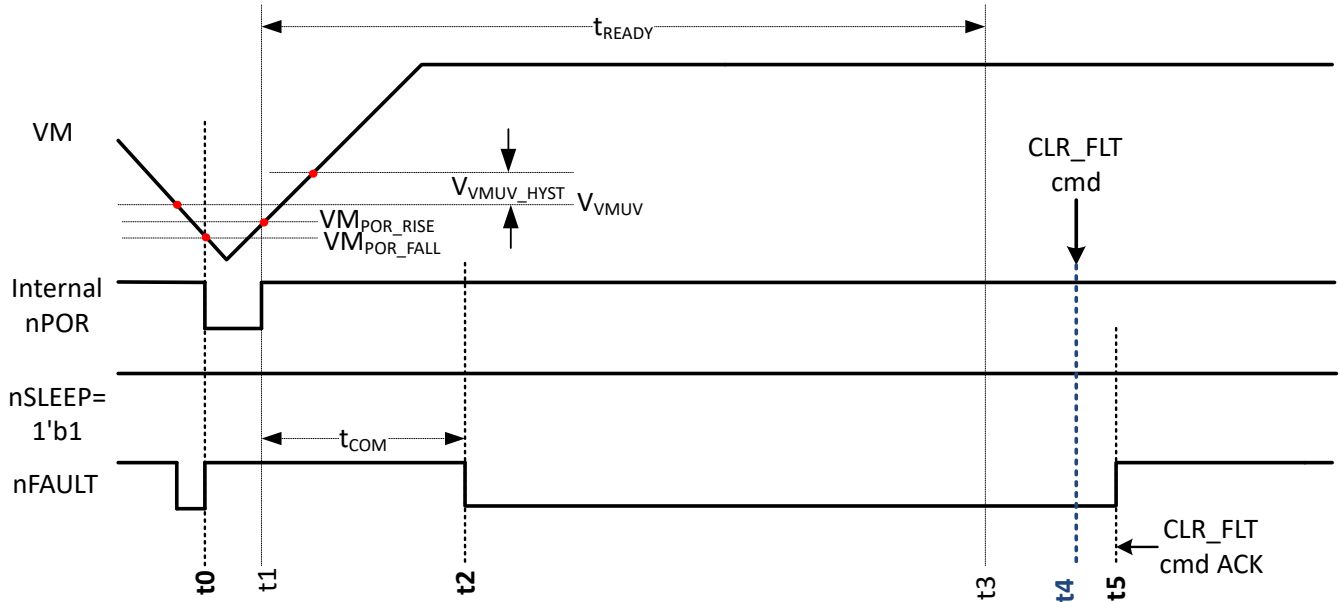 tREADY
VM
CLR_FLT
cmd
VVMUV_HYST
VVMUV
VMPOR_RISE
VMPOR_FALL
Internal
nPOR
nSLEEP=
1'b1
tCOM
nFAULT
CLR_FLT
cmd ACK
t0
t1
t2
t3
t4
t5